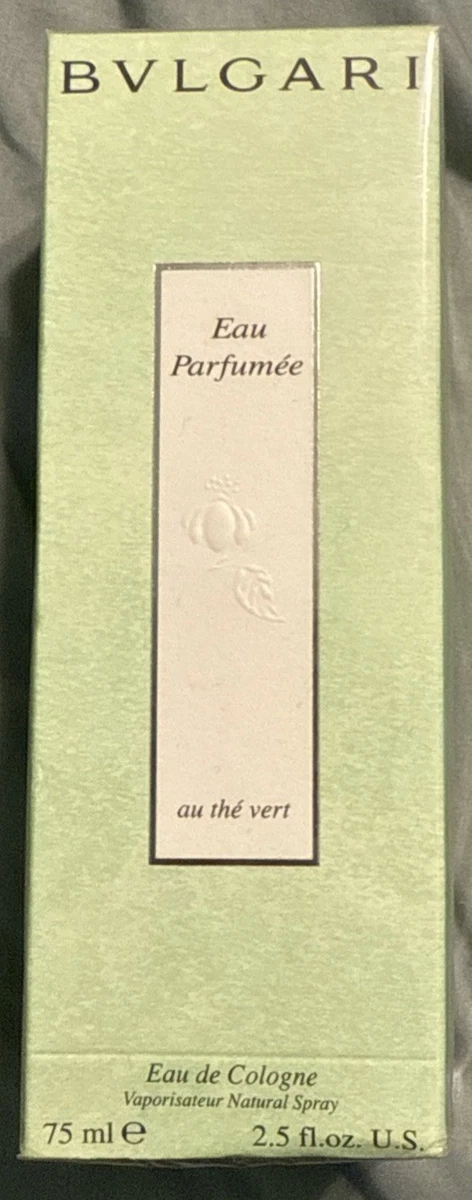 BVLGARI
Eau
Parfumée
au thé vert
Eau de Cologne
Vaporisateur Natural Spray
75 ml ℮ 2.5 fl.oz. U.S.